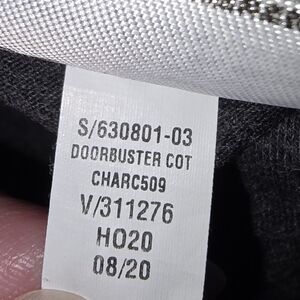 S/630801-03
DOORBUSTER COT
CHARC509
V/311276
HO20
08/20